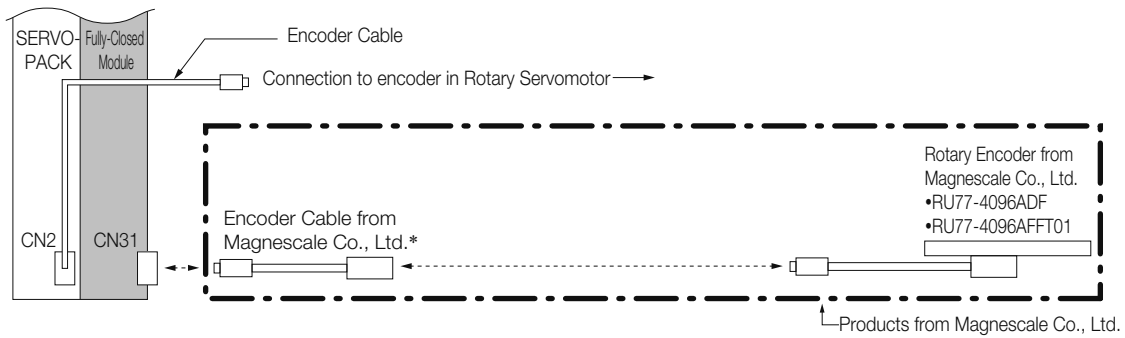 SERVO-
PACK
Fully-Closed
Module
Encoder Cable
Connection to encoder in Rotary Servomotor
Rotary Encoder from
Magnescale Co., Ltd.
•RU77-4096ADF
•RU77-4096AFFT01
Encoder Cable from
Magnescale Co., Ltd.*
CN2
CN31
Products from Magnescale Co., Ltd.